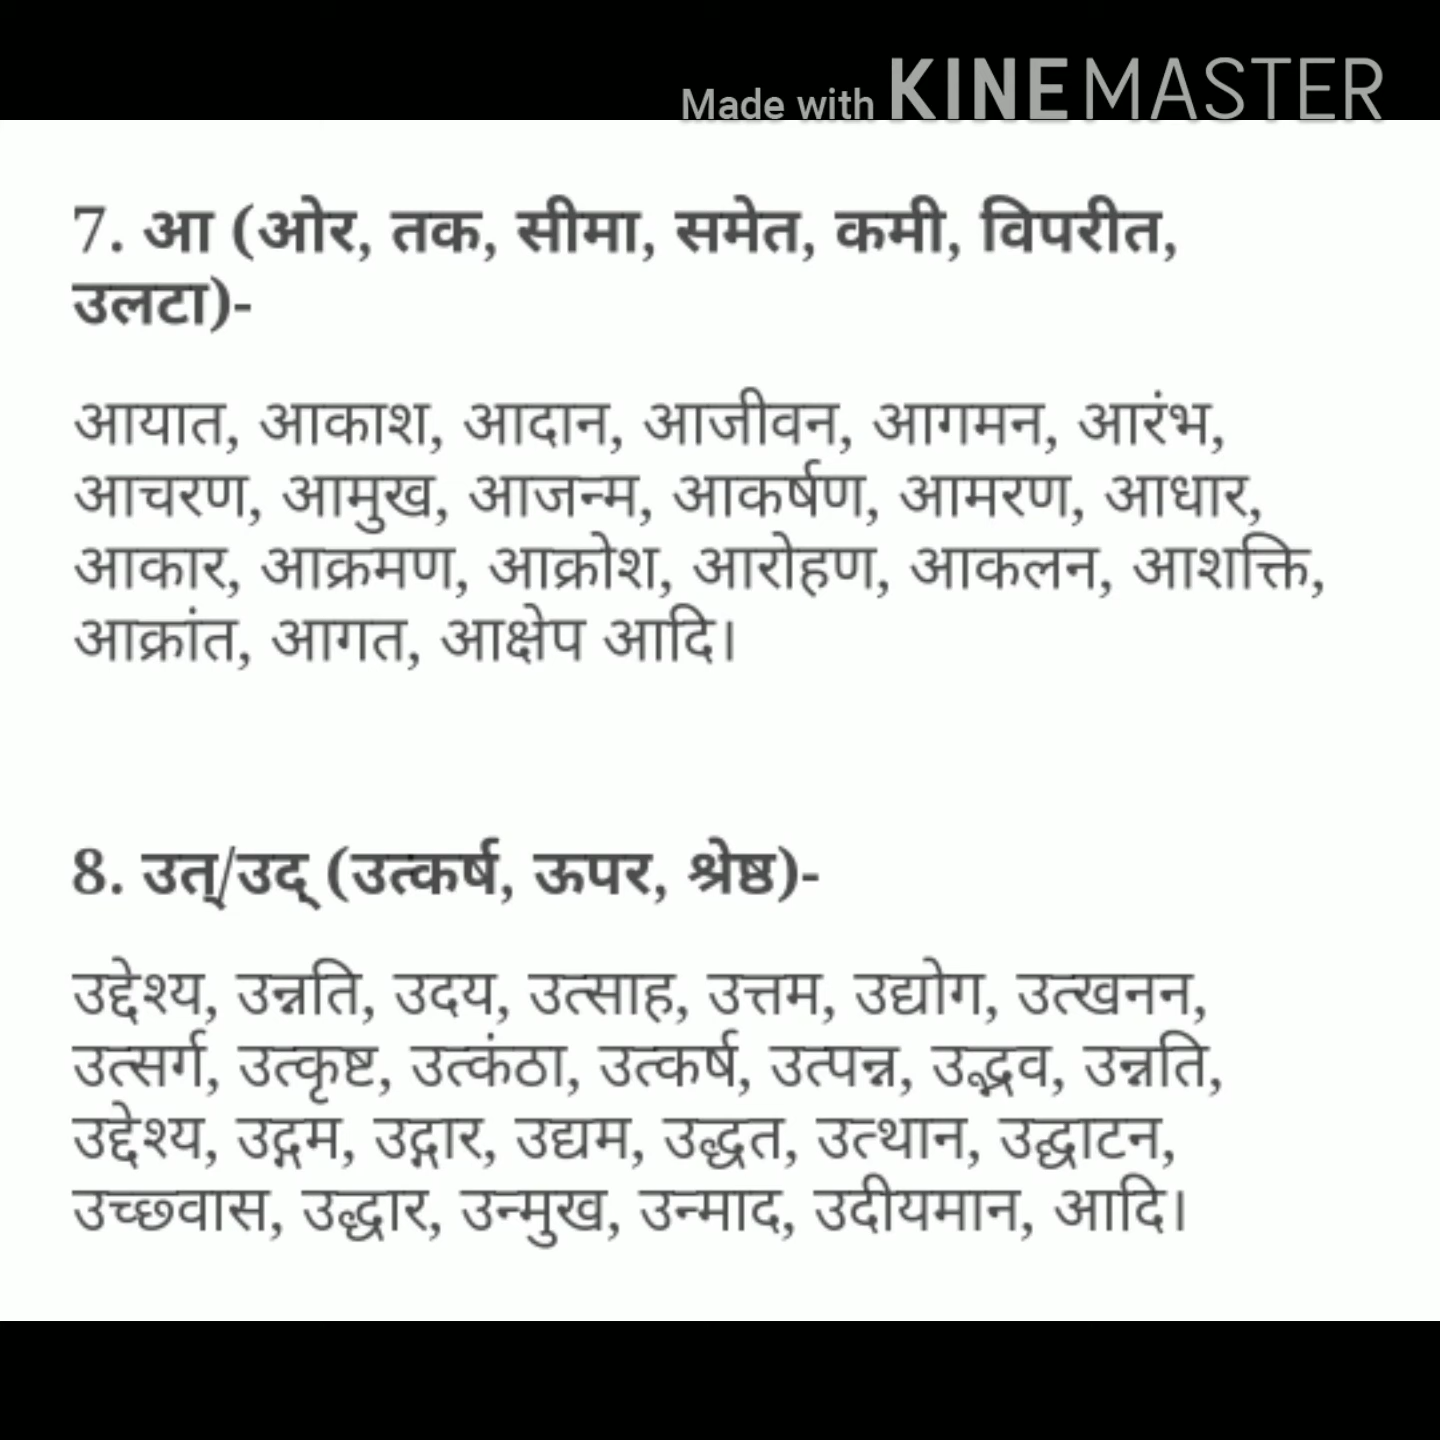 Made with KINEMASTER
7. आ (ओर, तक, सीमा, समेत, कमी, विपरीत,
उलटा)-
आयात, आकाश, आदान, आजीवन, आगमन, आरंभ,
आचरण, आमुख, आजन्म, आकर्षण, आमरण, आधार,
आकार, आक्रमण, आक्रोश, आरोहण, आकलन, आशक्ति,
आक्रांत, आगत, आक्षेप आदि।
8. उत्/उद् (उत्कर्ष, ऊपर, श्रेष्ठ)-
उद्देश्य, उन्नति, उदय, उत्साह, उत्तम, उद्योग, उत्खनन,
उत्सर्ग, उत्कृष्ट, उत्कंठा, उत्कर्ष, उत्पन्न, उद्भव, उन्नति,
उद्देश्य, उद्गम, उद्गार, उद्यम, उद्धत, उत्थान, उद्घाटन,
उच्छ्वास, उद्धार, उन्मुख, उन्माद, उदीयमान, आदि।